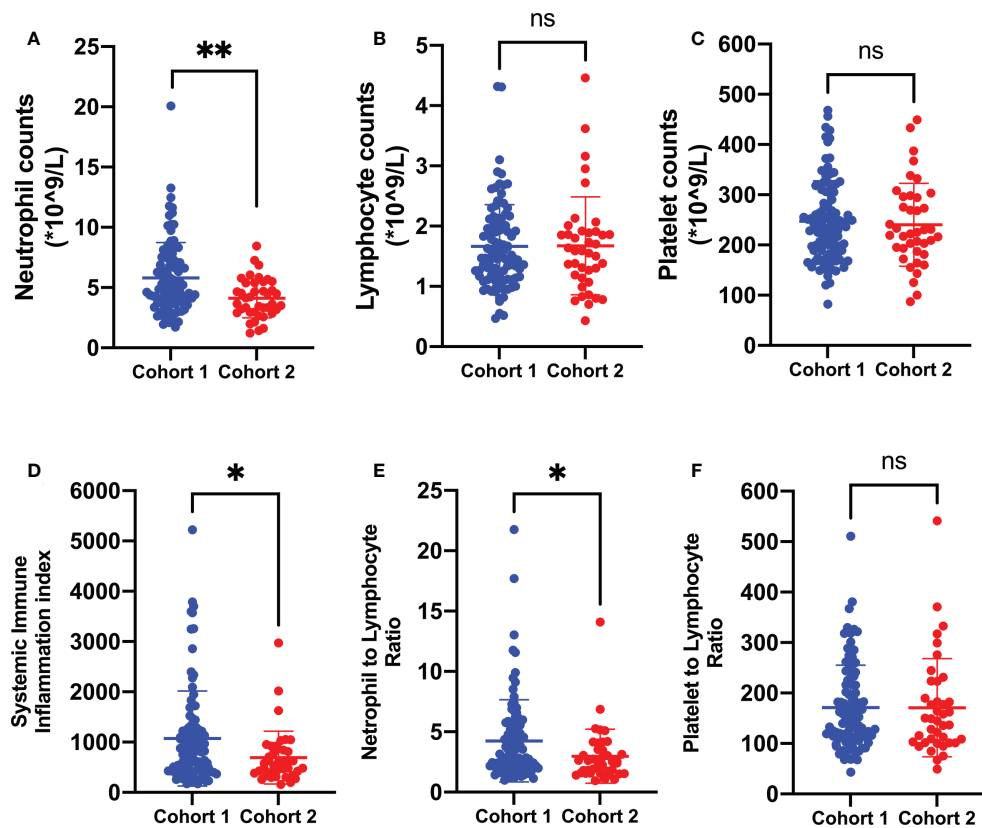 A
**
Neutrophil counts
(*10^9/L)
25
20
15
10
5
0
Cohort 1 Cohort 2
B
ns
Lymphocyte counts
(*10^9/L)
5
4
3
2
1
0
Cohort 1 Cohort 2
C
ns
Platelet counts
(*10^9/L)
600
500
400
300
200
100
0
Cohort 1 Cohort 2
D
*
Systemic Immune
Inflammation index
6000
5000
4000
3000
2000
1000
0
Cohort 1 Cohort 2
E
*
Netrophil to Lymphocyte
Ratio
25
20
15
10
5
0
Cohort 1 Cohort 2
F
ns
Platelet to Lymphocyte
Ratio
600
500
400
300
200
100
0
Cohort 1 Cohort 2